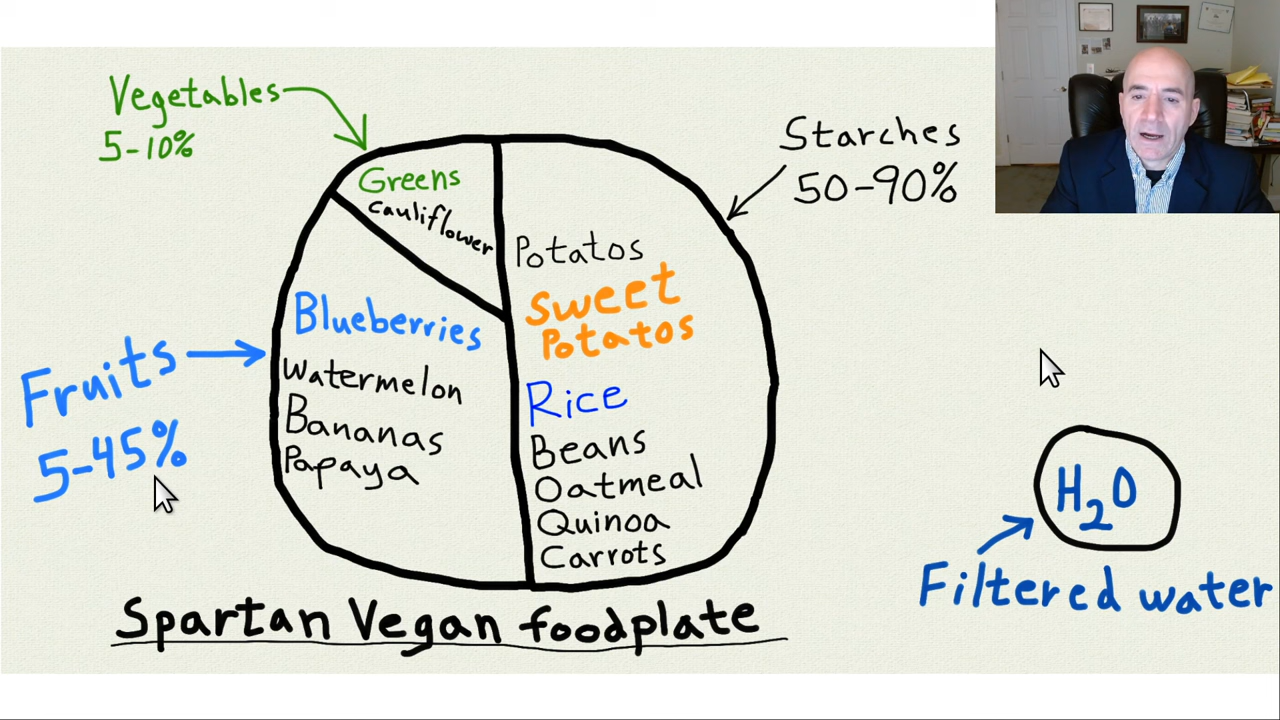 Vegetables
5-10%
Greens
cauliflower
Starches
50-90%
Potatos
Sweet
Potatos
Rice
Beans
Oatmeal
Quinoa
Carrots
Fruits
5-45%
Blueberries
Watermelon
Bananas
Papaya
H2O
Filtered water
Spartan Vegan foodplate